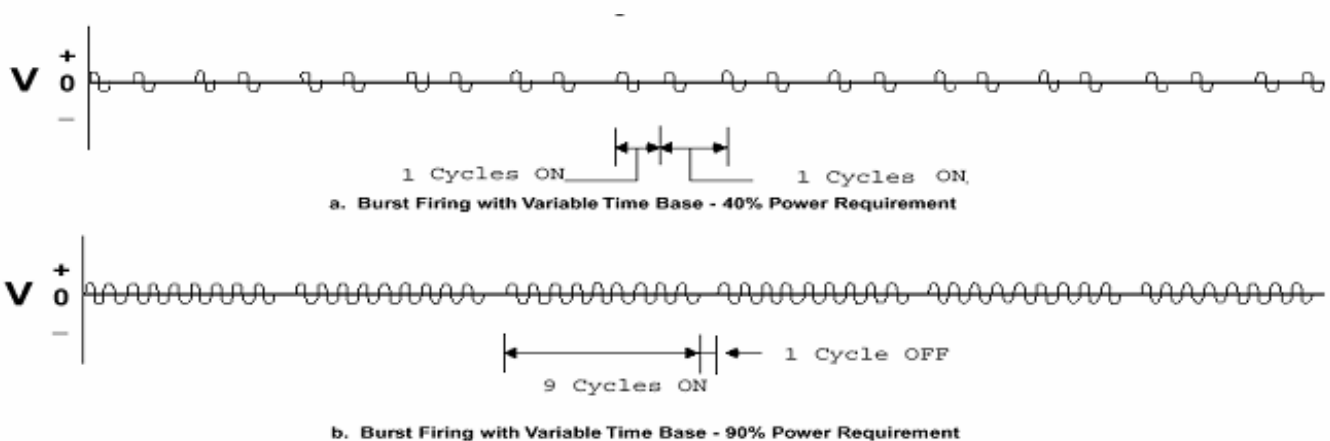 +
V 0
–
1 Cycles ON 1 Cycles ON,
a. Burst Firing with Variable Time Base - 40% Power Requirement
+
V 0
–
1 Cycle OFF
9 Cycles ON
b. Burst Firing with Variable Time Base - 90% Power Requirement